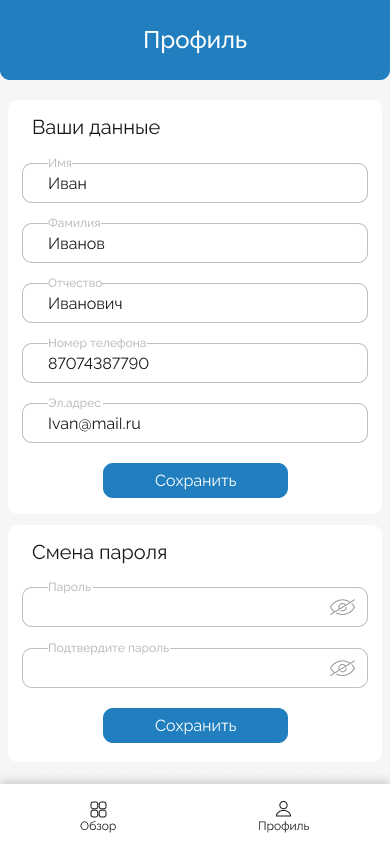 Профиль
Ваши данные
Имя
Иван
Фамилия
Иванов
Отчество
Иванович
Номер телефона
87074387790
Эл.адрес
Ivan@mail.ru
Сохранить
Смена пароля
Пароль
Подтвердите пароль
Сохранить
Обзор
Профиль